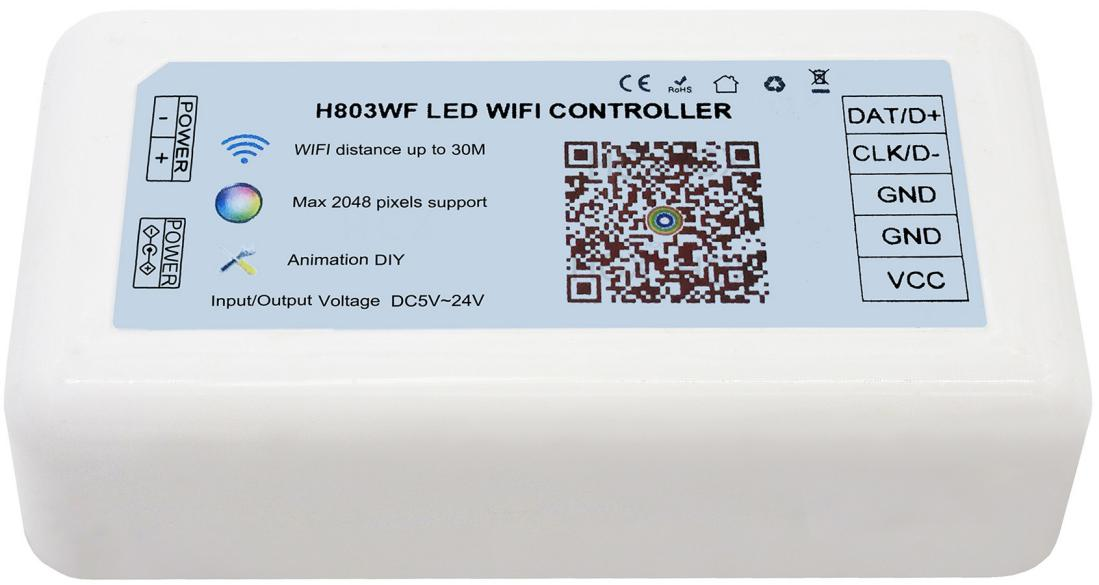 CE
RoHS
H803WF LED WIFI CONTROLLER
POWER
-
+
WIFI distance up to 30M
Max 2048 pixels support
Animation DIY
POWER
- +
Input/Output Voltage DC5V~24V
DAT/D+
CLK/D-
GND
GND
VCC